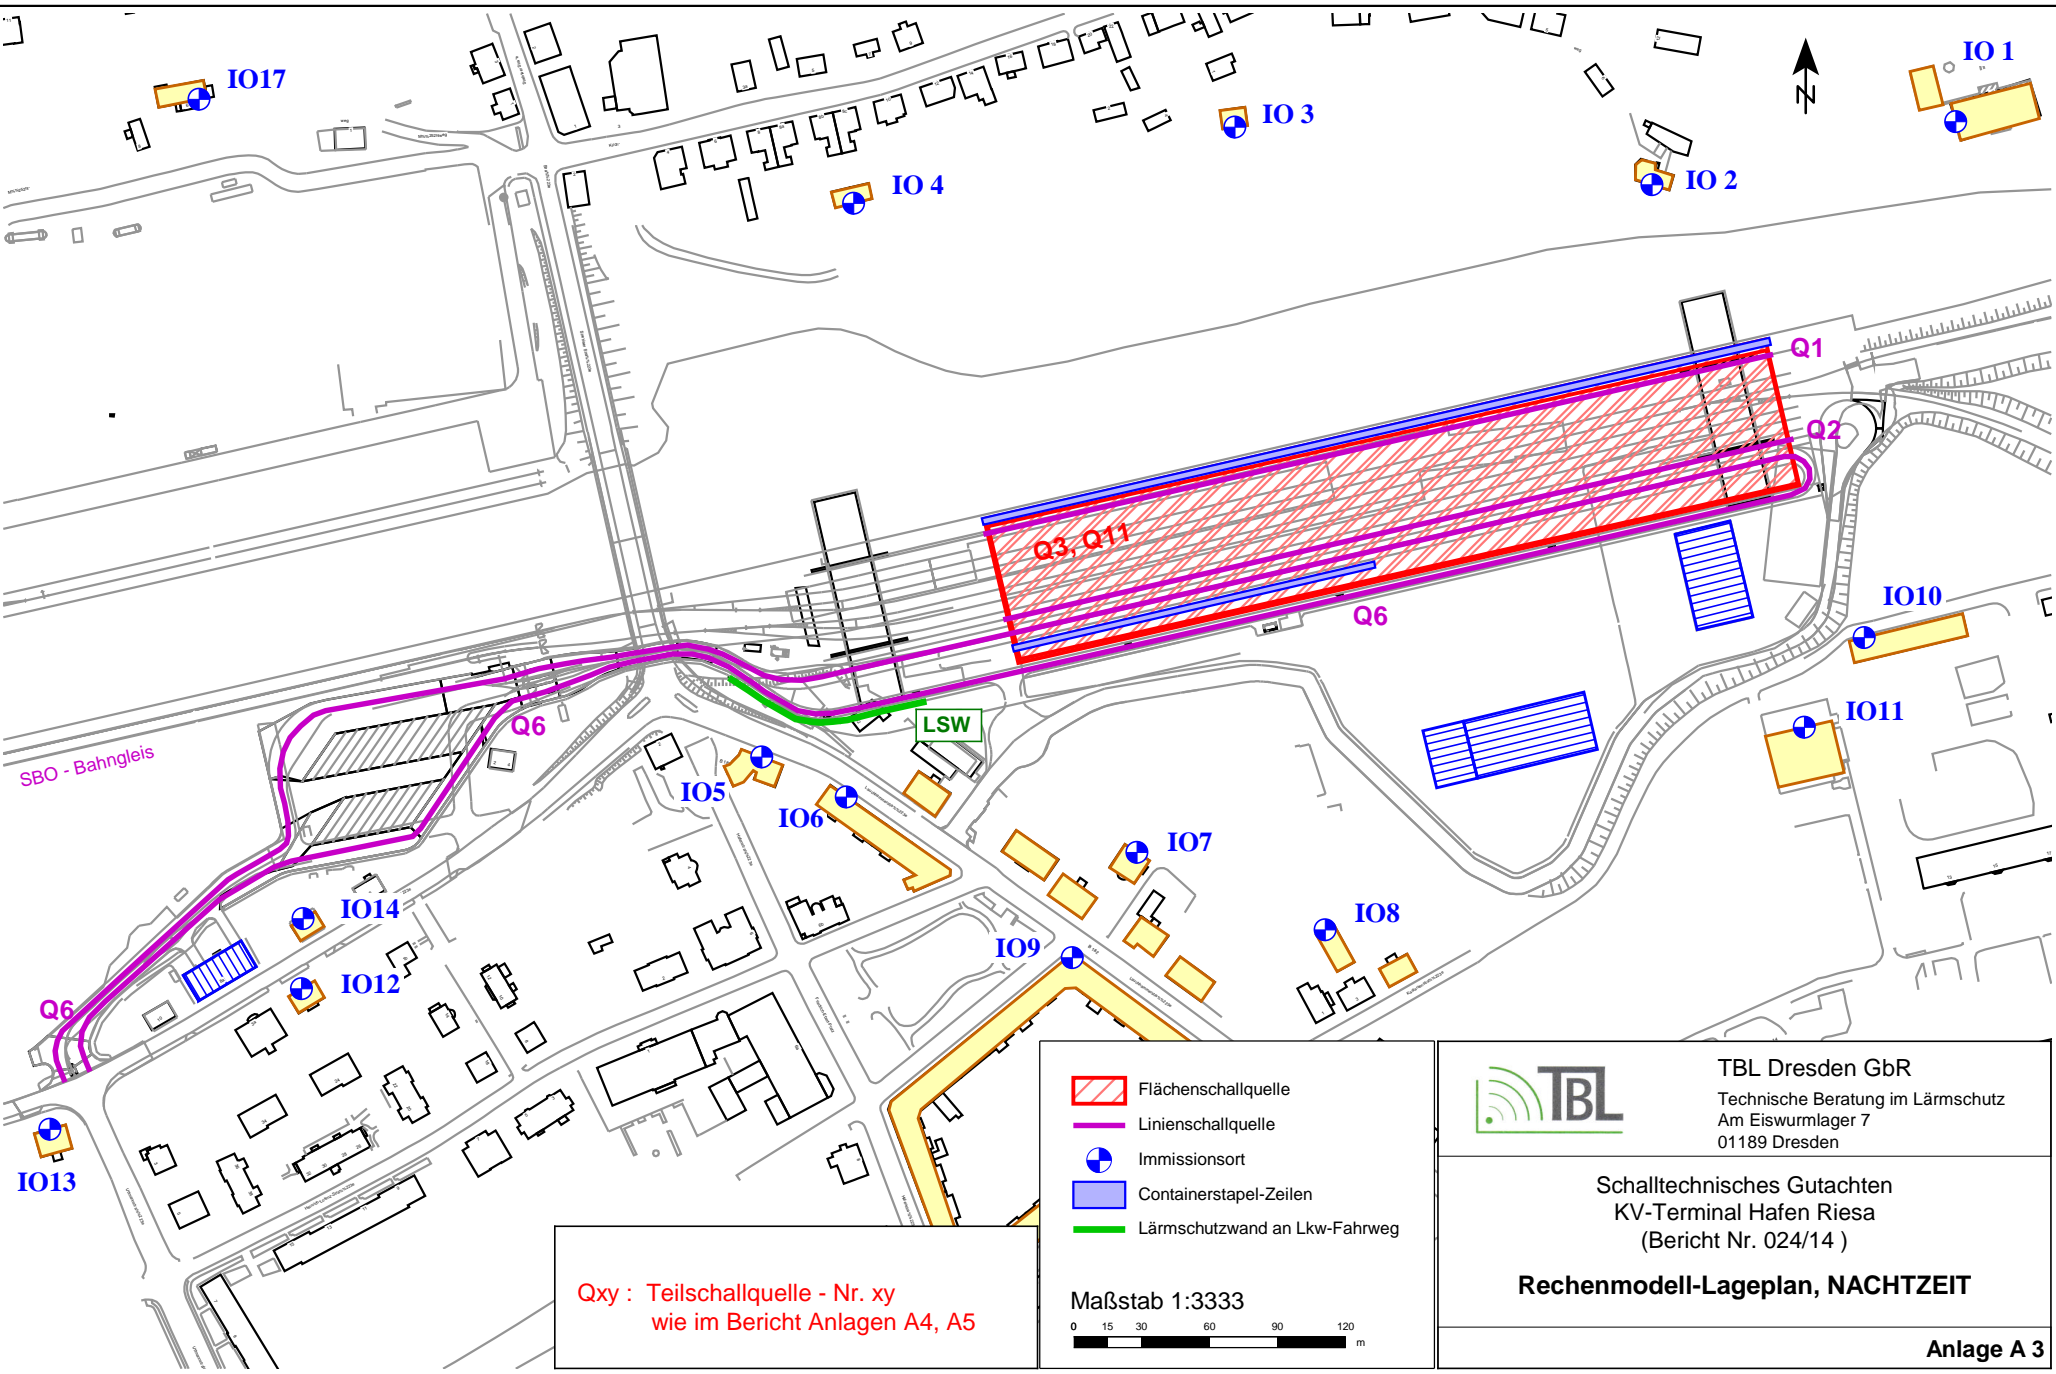 IO17
IO 1
IO 3
IO 4
IO 2
N
Q1
Q2
Q3, Q11
Q6
IO10
IO11
LSW
Q6
SBO - Bahngleis
IO5
IO6
IO7
IO14
IO8
IO9
IO12
Q6
IO13
Flächenschallquelle
Linienschallquelle
Immissionsort
Containerstapel-Zeilen
Lärmschutzwand an Lkw-Fahrweg
Maßstab 1:3333
0 15 30 60 90 120
m
Qxy : Teilschallquelle - Nr. xy
wie im Bericht Anlagen A4, A5
TBL
TBL Dresden GbR
Technische Beratung im Lärmschutz
Am Eiswurmlager 7
01189 Dresden
Schalltechnisches Gutachten
KV-Terminal Hafen Riesa
(Bericht Nr. 024/14 )
Rechenmodell-Lageplan, NACHTZEIT
Anlage A 3